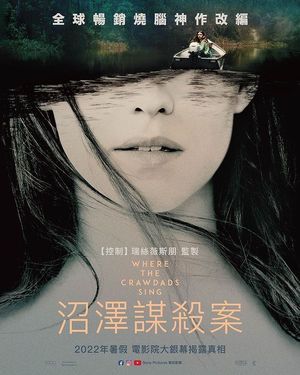 全球暢銷燒腦神作改編
【控制】瑞絲薇斯朋 監製
WHERE
THE
CRAWDADS
SING
沼澤謀殺案
2022年暑假 電影院大銀幕揭露真相